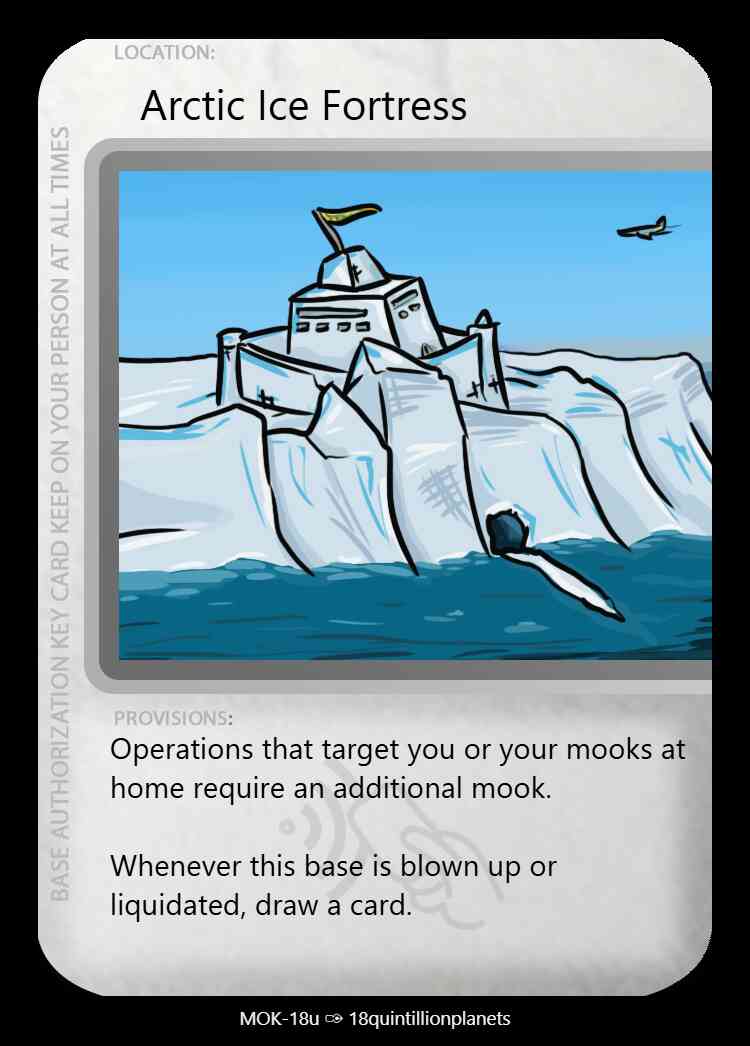 LOCATION:
Arctic Ice Fortress
BASE AUTHORIZATION KEY CARD KEEP ON YOUR PERSON AT ALL TIMES
PROVISIONS:
Operations that target you or your mooks at
home require an additional mook.
Whenever this base is blown up or
liquidated, draw a card.
MOK-18u ✑ 18quintillionplanets